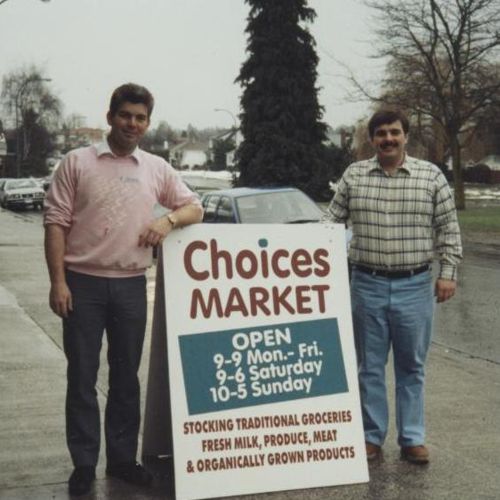 Choices
MARKET
OPEN
9-9 Mon.- Fri.
9-6 Saturday
10-5 Sunday
STOCKING TRADITIONAL GROCERIES
FRESH MILK, PRODUCE, MEAT
& ORGANICALLY GROWN PRODUCTS